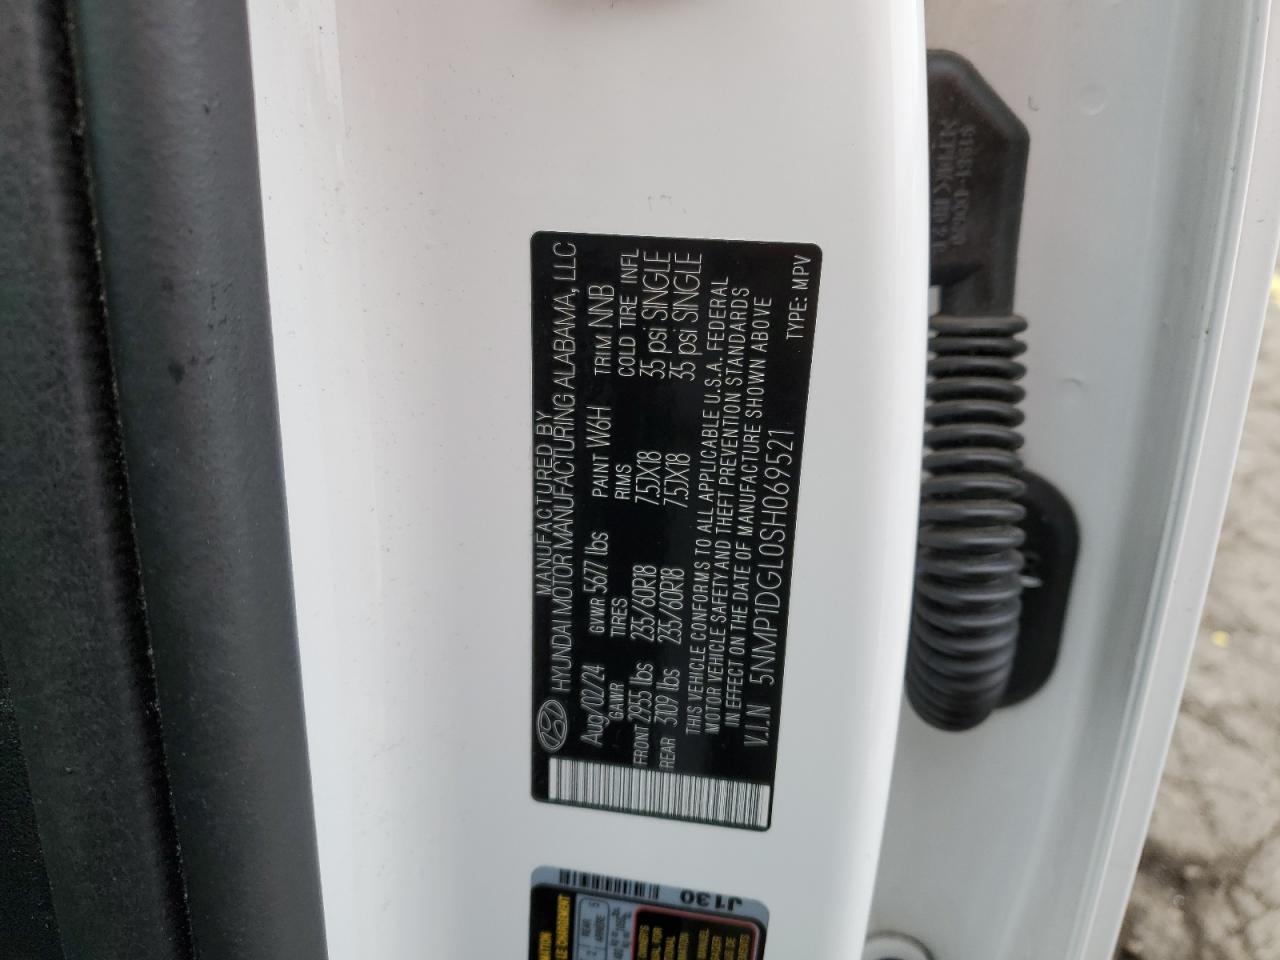 MANUFACTURED BY
HYUNDAI MOTOR MANUFACTURING ALABAMA, LLC
Aug/02/24 GVWR 5677 lbs PAINT W6H TRIM NNB
GAWR TIRES RIMS COLD TIRE INFL
FRONT 2955 lbs 235/60R18 7.5JX18 35 psi SINGLE
REAR 3109 lbs 235/60R18 7.5JX18 35 psi SINGLE
THIS VEHICLE CONFORMS TO ALL APPLICABLE U.S.A. FEDERAL
MOTOR VEHICLE SAFETY AND THEFT PREVENTION STANDARDS
IN EFFECT ON THE DATE OF MANUFACTURE SHOWN ABOVE
V.I.N 5NMP1DGL0SH069521 TYPE: MPV
J130
LE CHARGEMENT
REAR